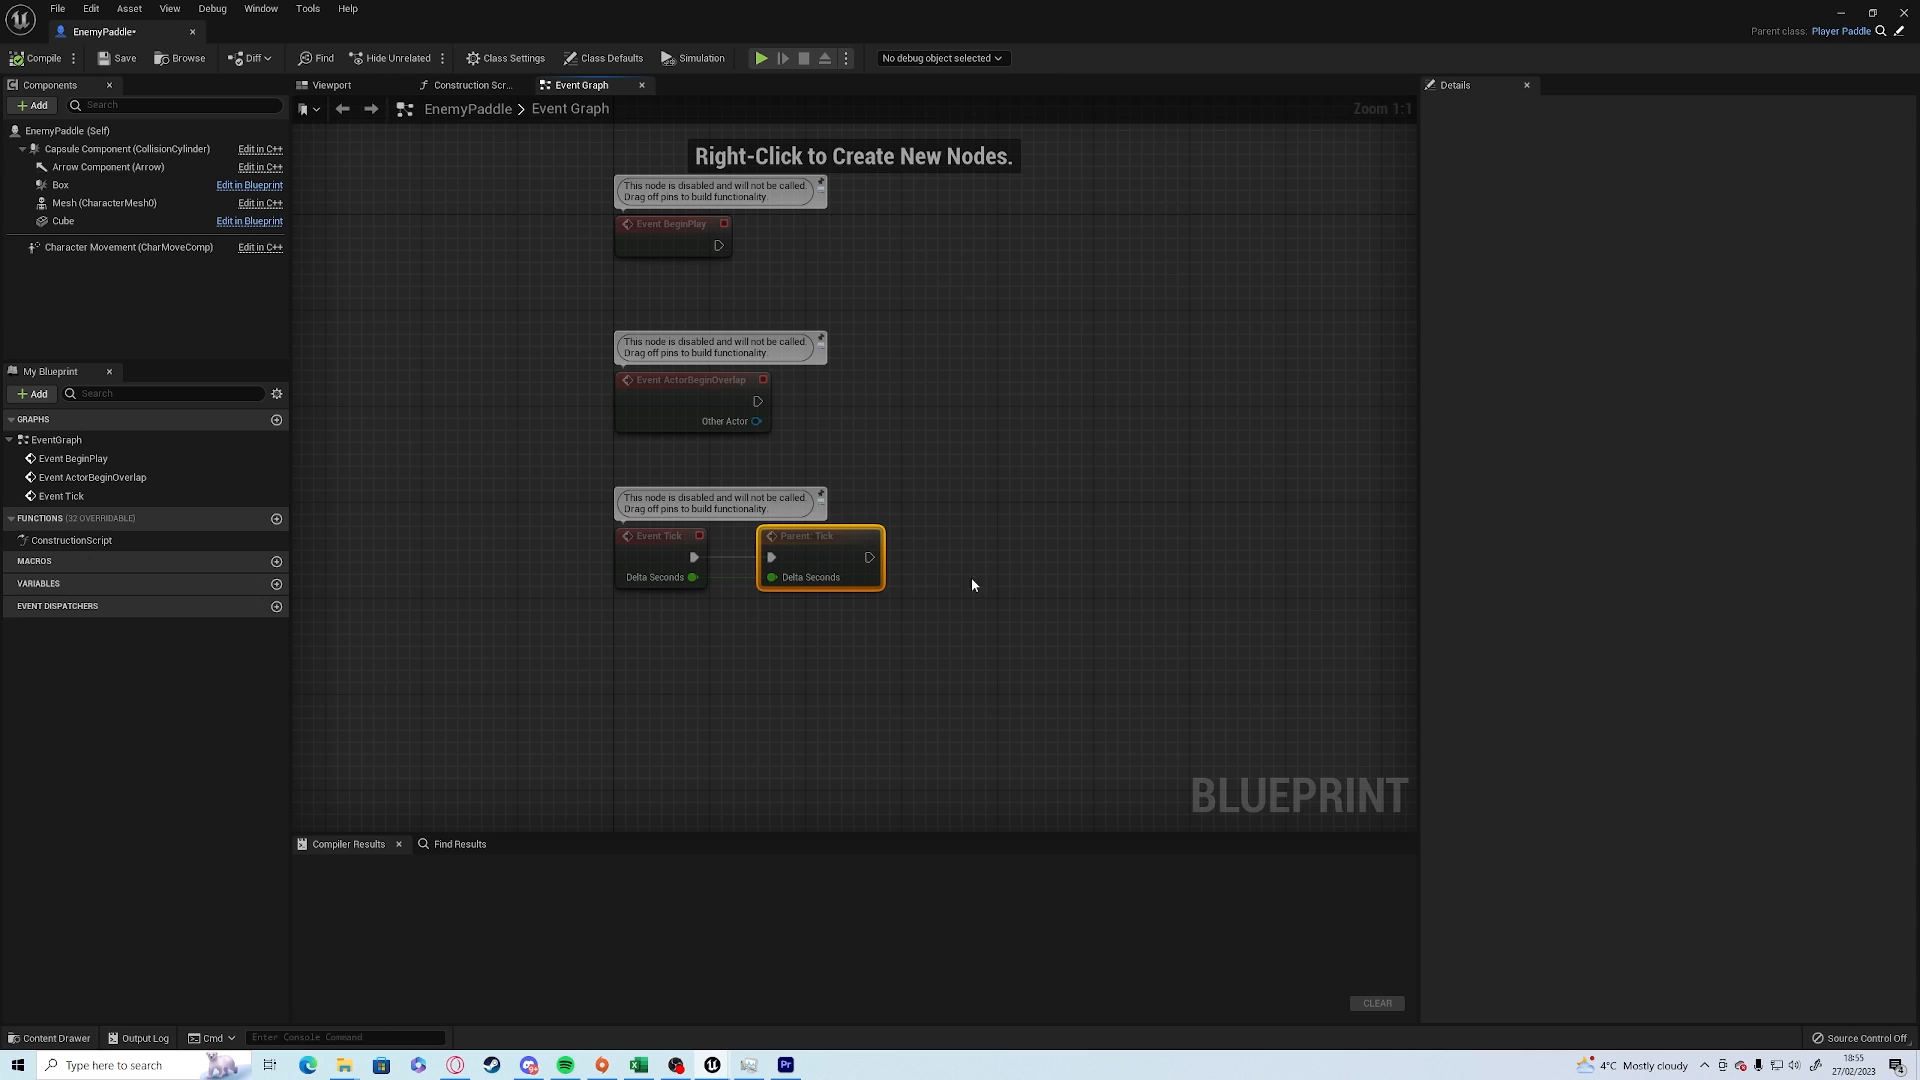 File Edit Asset View Debug Window Tools Help
EnemyPaddle•
Parent class: Player Paddle
Compile Save Browse Diff Find Hide Unrelated Class Settings Class Defaults Simulation No debug object selected
Components
Viewport Construction Scr... Event Graph
Details
Add Search
EnemyPaddle > Event Graph
Zoom 1:1
EnemyPaddle (Self)
Capsule Component (CollisionCylinder) Edit in C++
Arrow Component (Arrow) Edit in C++
Box Edit in Blueprint
Mesh (CharacterMesh0) Edit in C++
Cube Edit in Blueprint
Character Movement (CharMoveComp) Edit in C++
My Blueprint
Add Search
GRAPHS
EventGraph
Event BeginPlay
Event ActorBeginOverlap
Event Tick
FUNCTIONS (32 OVERRIDABLE)
ConstructionScript
MACROS
VARIABLES
EVENT DISPATCHERS
Right-Click to Create New Nodes.
This node is disabled and will not be called.
Drag off pins to build functionality.
Event BeginPlay
This node is disabled and will not be called.
Drag off pins to build functionality.
Event ActorBeginOverlap
Other Actor
This node is disabled and will not be called.
Drag off pins to build functionality.
Event Tick
Delta Seconds
Parent: Tick
Delta Seconds
BLUEPRINT
Compiler Results Find Results
CLEAR
Content Drawer Output Log Cmd Enter Console Command
Source Control Off
Type here to search
Pr
4°C Mostly cloudy
18:55
27/02/2023
4